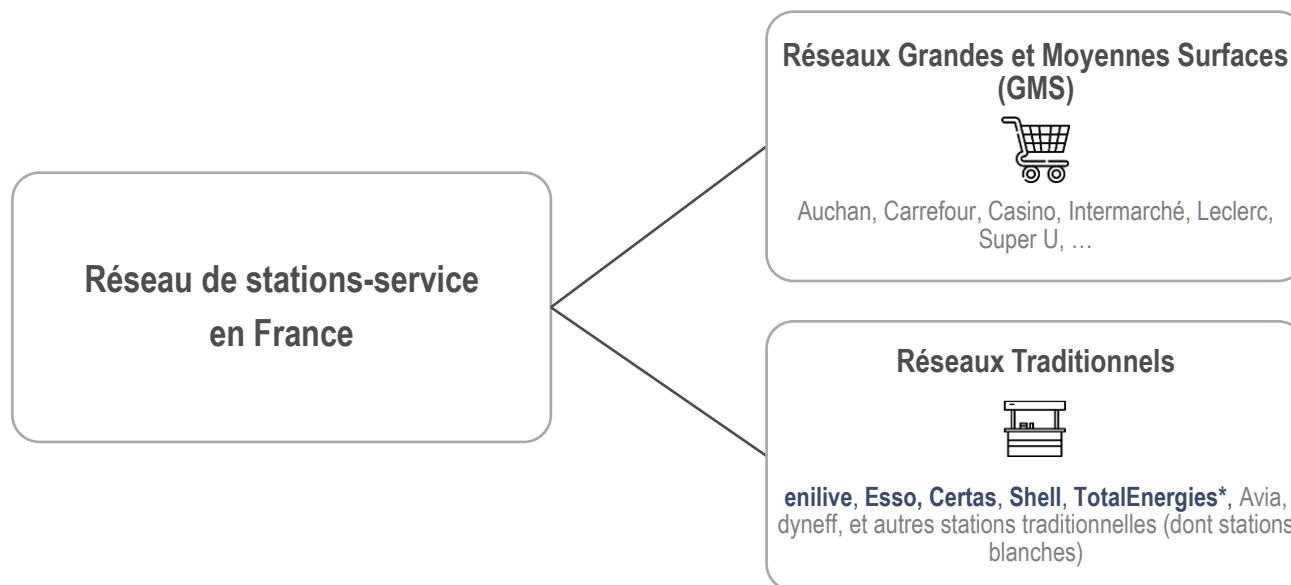 Réseaux Grandes et Moyennes Surfaces
(GMS)
Auchan, Carrefour, Casino, Intermarché, Leclerc,
Super U, …
Réseau de stations-service
en France
Réseaux Traditionnels
enilive, Esso, Certas, Shell, TotalEnergies*, Avia,
dyneff, et autres stations traditionnelles (dont stations
blanches)